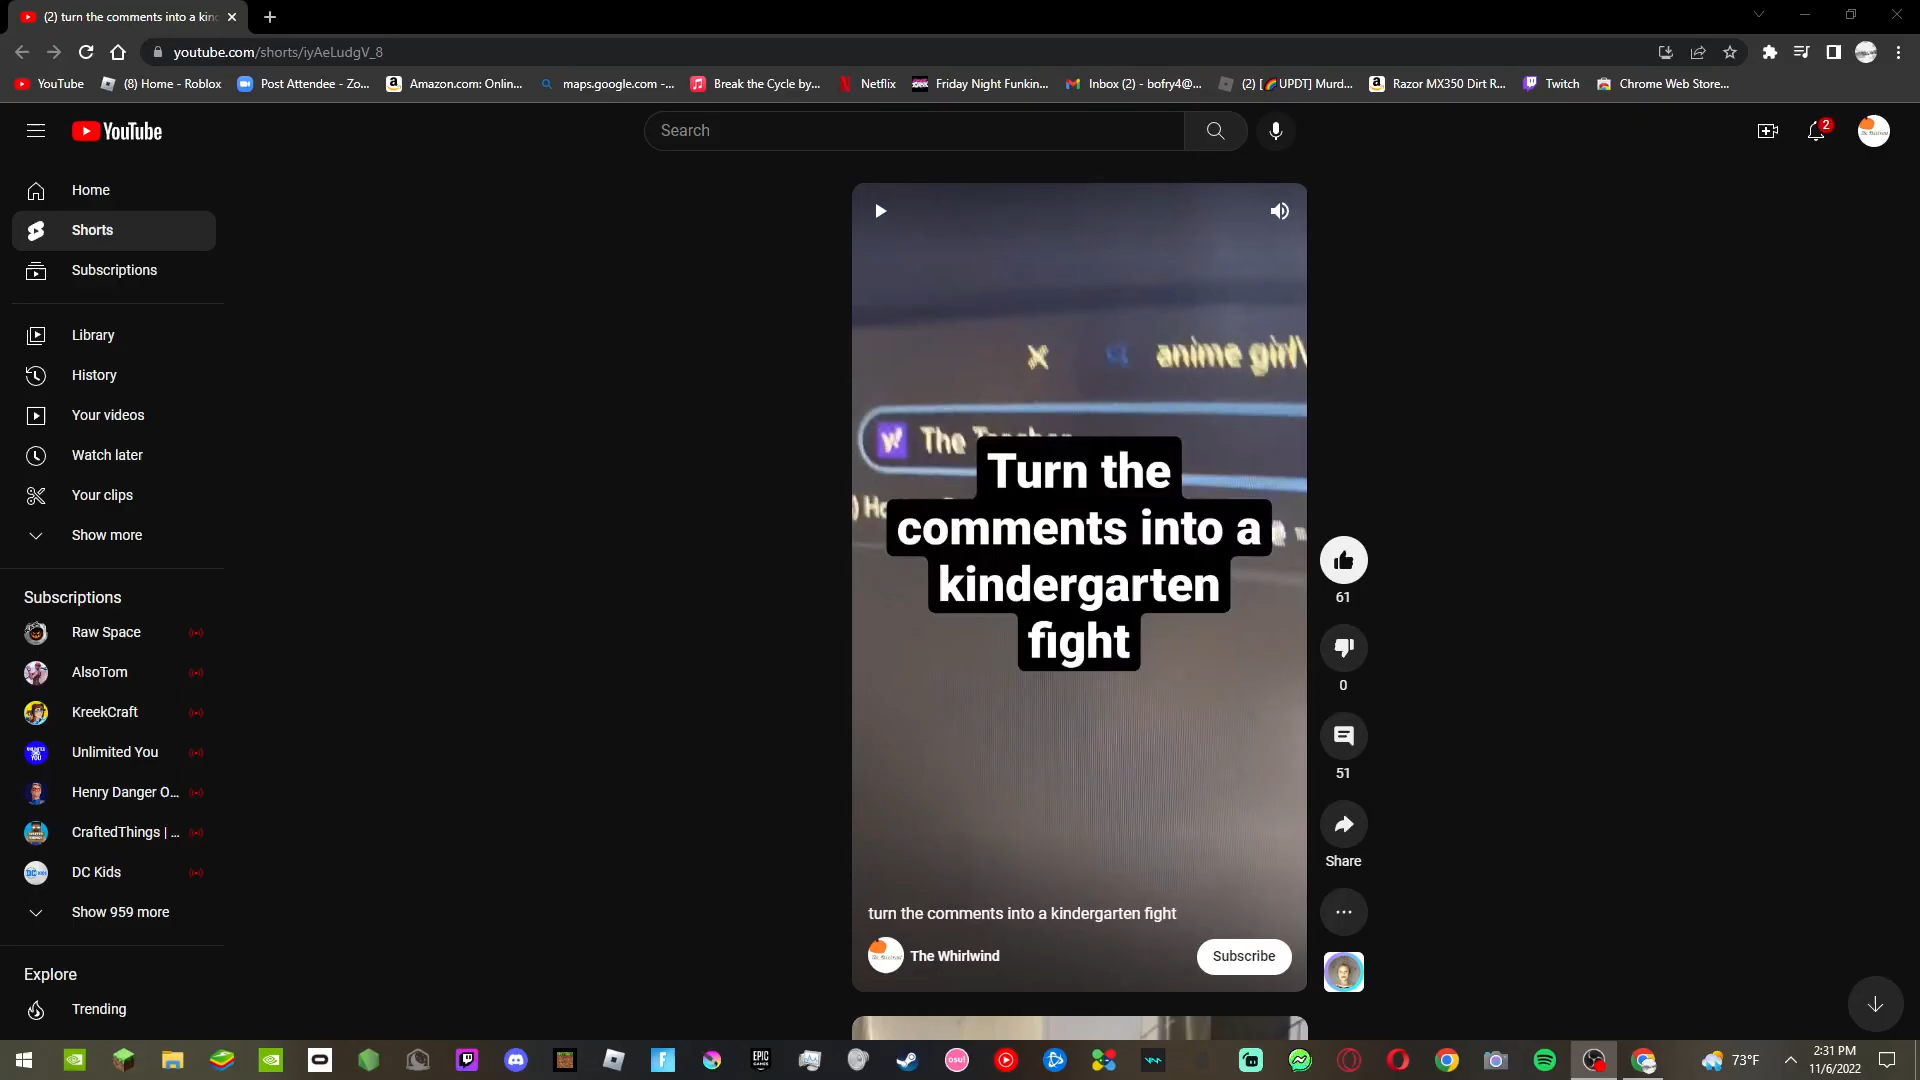 (2) turn the comments into a kin
youtube.com/shorts/iyAeLudgV_8
YouTube
(8) Home - Roblox
Post Attendee - Zo...
Amazon.com: Onlin...
maps.google.com -...
Break the Cycle by...
Netflix
Friday Night Funkin...
Inbox (2) - bofry4@...
(2) [🌈UPDT] Murd...
Razor MX350 Dirt R...
Twitch
Chrome Web Store...
YouTube
Search
2
Home
Shorts
Subscriptions
Library
History
Your videos
Watch later
Your clips
Show more
Subscriptions
Raw Space
AlsoTom
KreekCraft
Unlimited You
Henry Danger O...
CraftedThings | ...
DC Kids
Show 959 more
Explore
Trending
anime girl\
The
Turn the
comments into a
kindergarten
fight
turn the comments into a kindergarten fight
The Whirlwind
Subscribe
61
0
51
Share
EPIC
GAMES
osu!
73°F
2:31 PM
11/6/2022